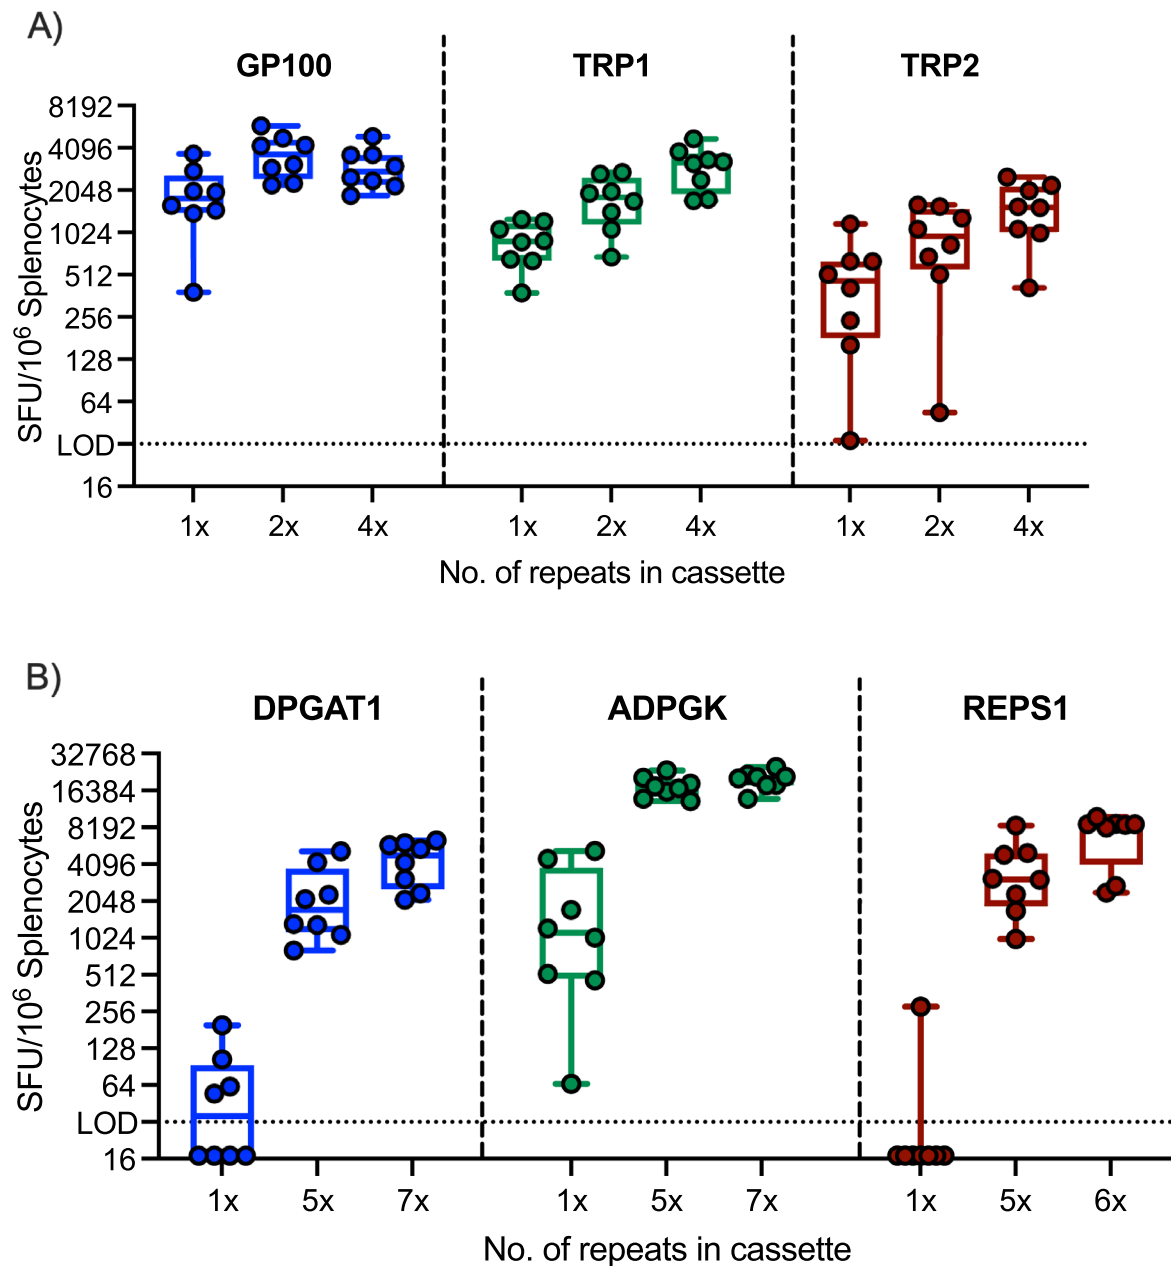 A)
GP100 TRP1 TRP2
8192
4096
2048
1024
512
256
128
64
LOD
16
SFU/10⁶ Splenocytes
1x 2x 4x 1x 2x 4x 1x 2x 4x
No. of repeats in cassette
B)
DPGAT1 ADPGK REPS1
32768
16384
8192
4096
2048
1024
512
256
128
64
LOD
16
SFU/10⁶ Splenocytes
1x 5x 7x 1x 5x 7x 1x 5x 6x
No. of repeats in cassette